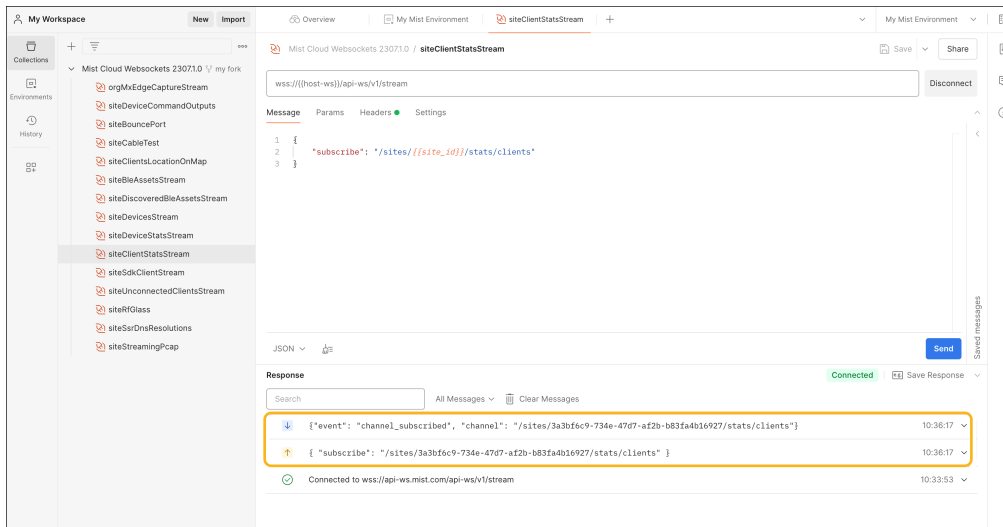 My Workspace
New
Import
Overview
My Mist Environment
siteClientStatsStream
My Mist Environment
Collections
Environments
History
Mist Cloud Websockets 2307.1.0
my fork
orgMxEdgeCaptureStream
siteDeviceCommandOutputs
siteBouncePort
siteCableTest
siteClientsLocationOnMap
siteBleAssetsStream
siteDiscoveredBleAssetsStream
siteDevicesStream
siteDeviceStatsStream
siteClientStatsStream
siteSdkClientStream
siteUnconnectedClientsStream
siteRfGlass
siteSsrDnsResolutions
siteStreamingPcap
Mist Cloud Websockets 2307.1.0 / siteClientStatsStream
Save
Share
wss://{{host-ws}}/api-ws/v1/stream
Disconnect
Message
Params
Headers
Settings
1 {
2 "subscribe": "/sites/{{site_id}}/stats/clients"
3 }
Saved messages
JSON
Send
Response
Connected
Save Response
Search
All Messages
Clear Messages
{"event": "channel_subscribed", "channel": "/sites/3a3bf6c9-734e-47d7-af2b-b83fa4b16927/stats/clients"}
10:36:17
{ "subscribe": "/sites/3a3bf6c9-734e-47d7-af2b-b83fa4b16927/stats/clients" }
10:36:17
Connected to wss://api-ws.mist.com/api-ws/v1/stream
10:33:53